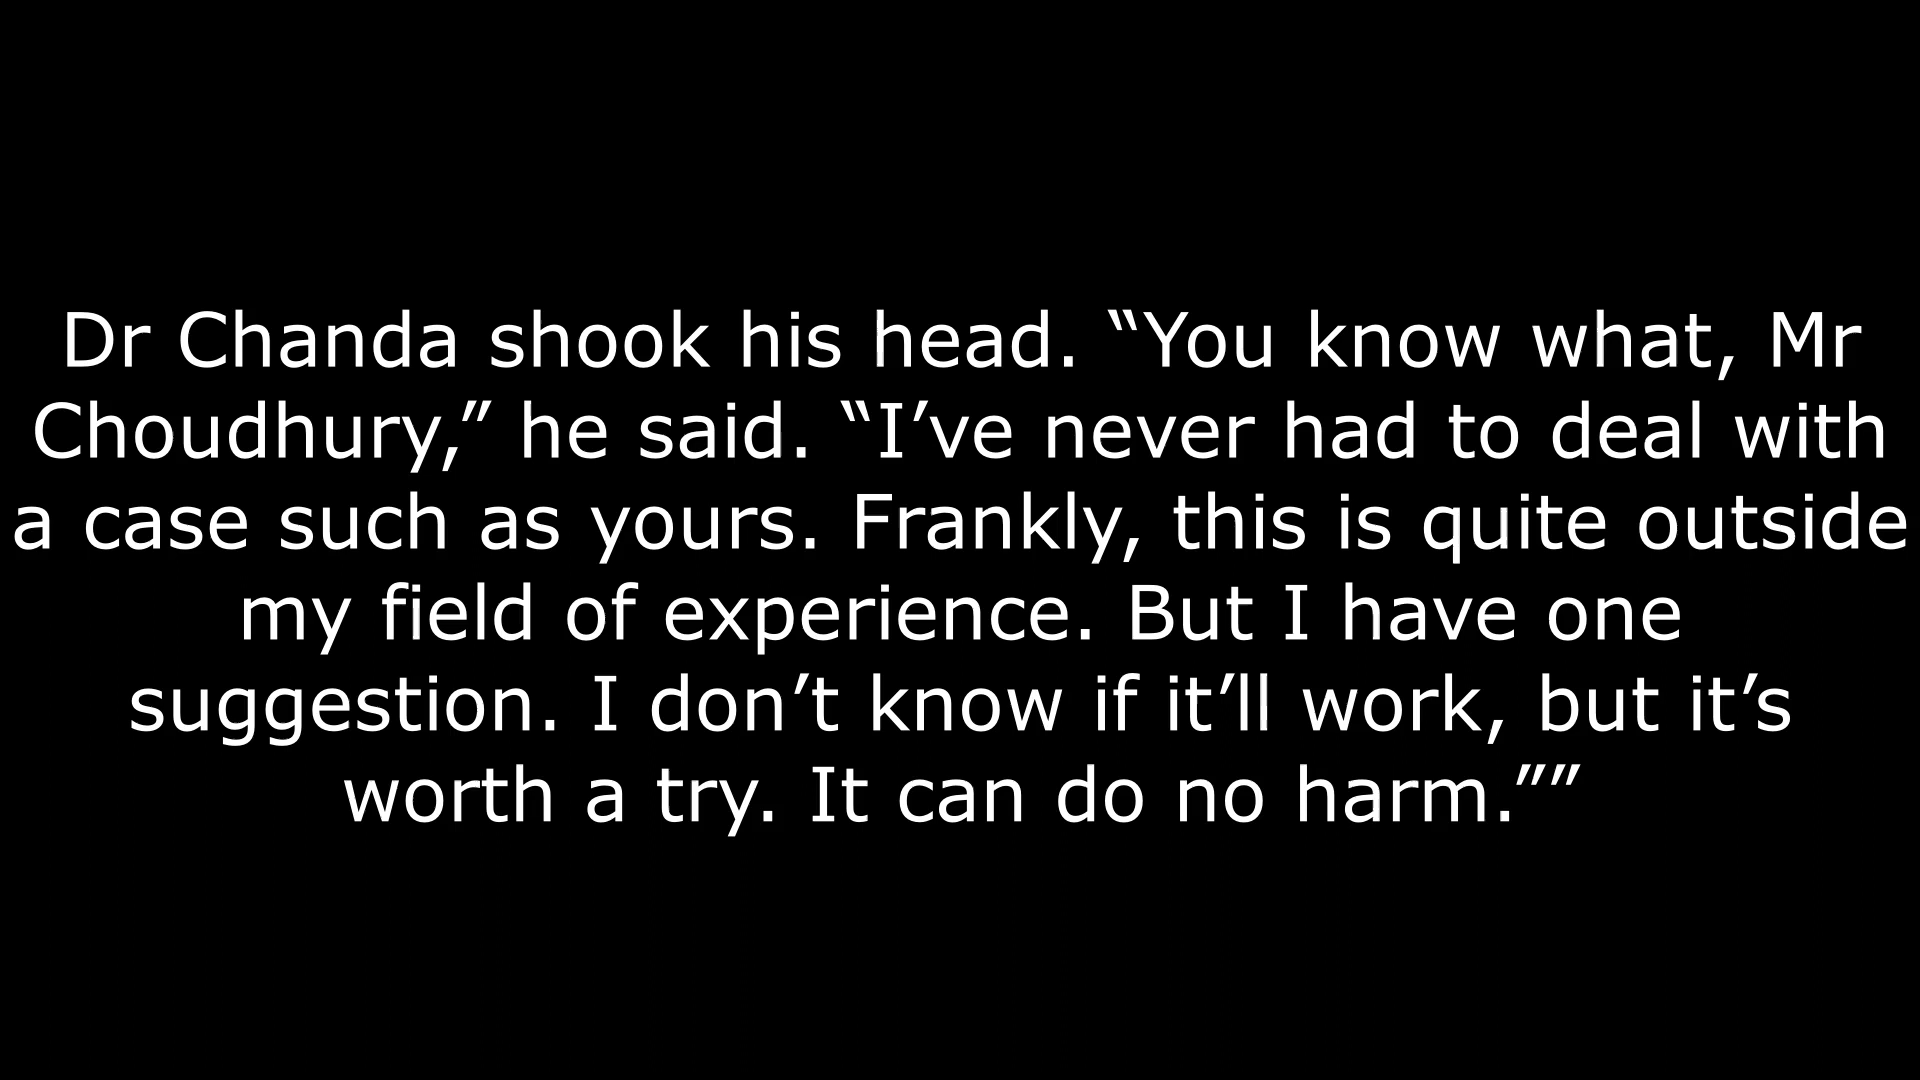 Dr Chanda shook his head. “You know what, Mr
Choudhury,” he said. “I’ve never had to deal with
a case such as yours. Frankly, this is quite outside
my field of experience. But I have one
suggestion. I don’t know if it’ll work, but it’s
worth a try. It can do no harm.””